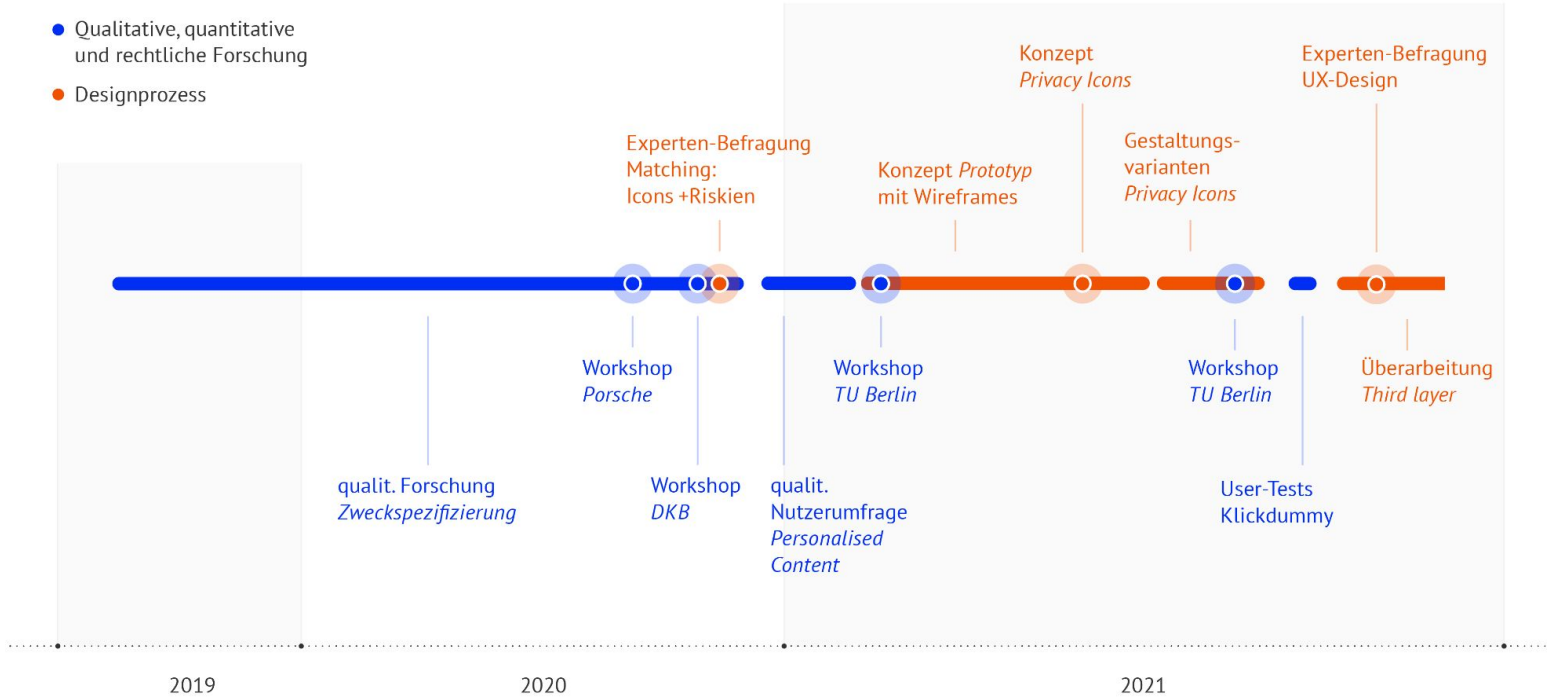 Qualitative, quantitative
und rechtliche Forschung
Designprozess
Experten-Befragung
Matching:
Icons +Riskien
Konzept Prototyp
mit Wireframes
Konzept
Privacy Icons
Gestaltungs-
varianten
Privacy Icons
Experten-Befragung
UX-Design
qualit. Forschung
Zweckspezifizierung
Workshop
Porsche
Workshop
DKB
qualit.
Nutzerumfrage
Personalised
Content
Workshop
TU Berlin
Workshop
TU Berlin
User-Tests
Klickdummy
Überarbeitung
Third layer
2019
2020
2021